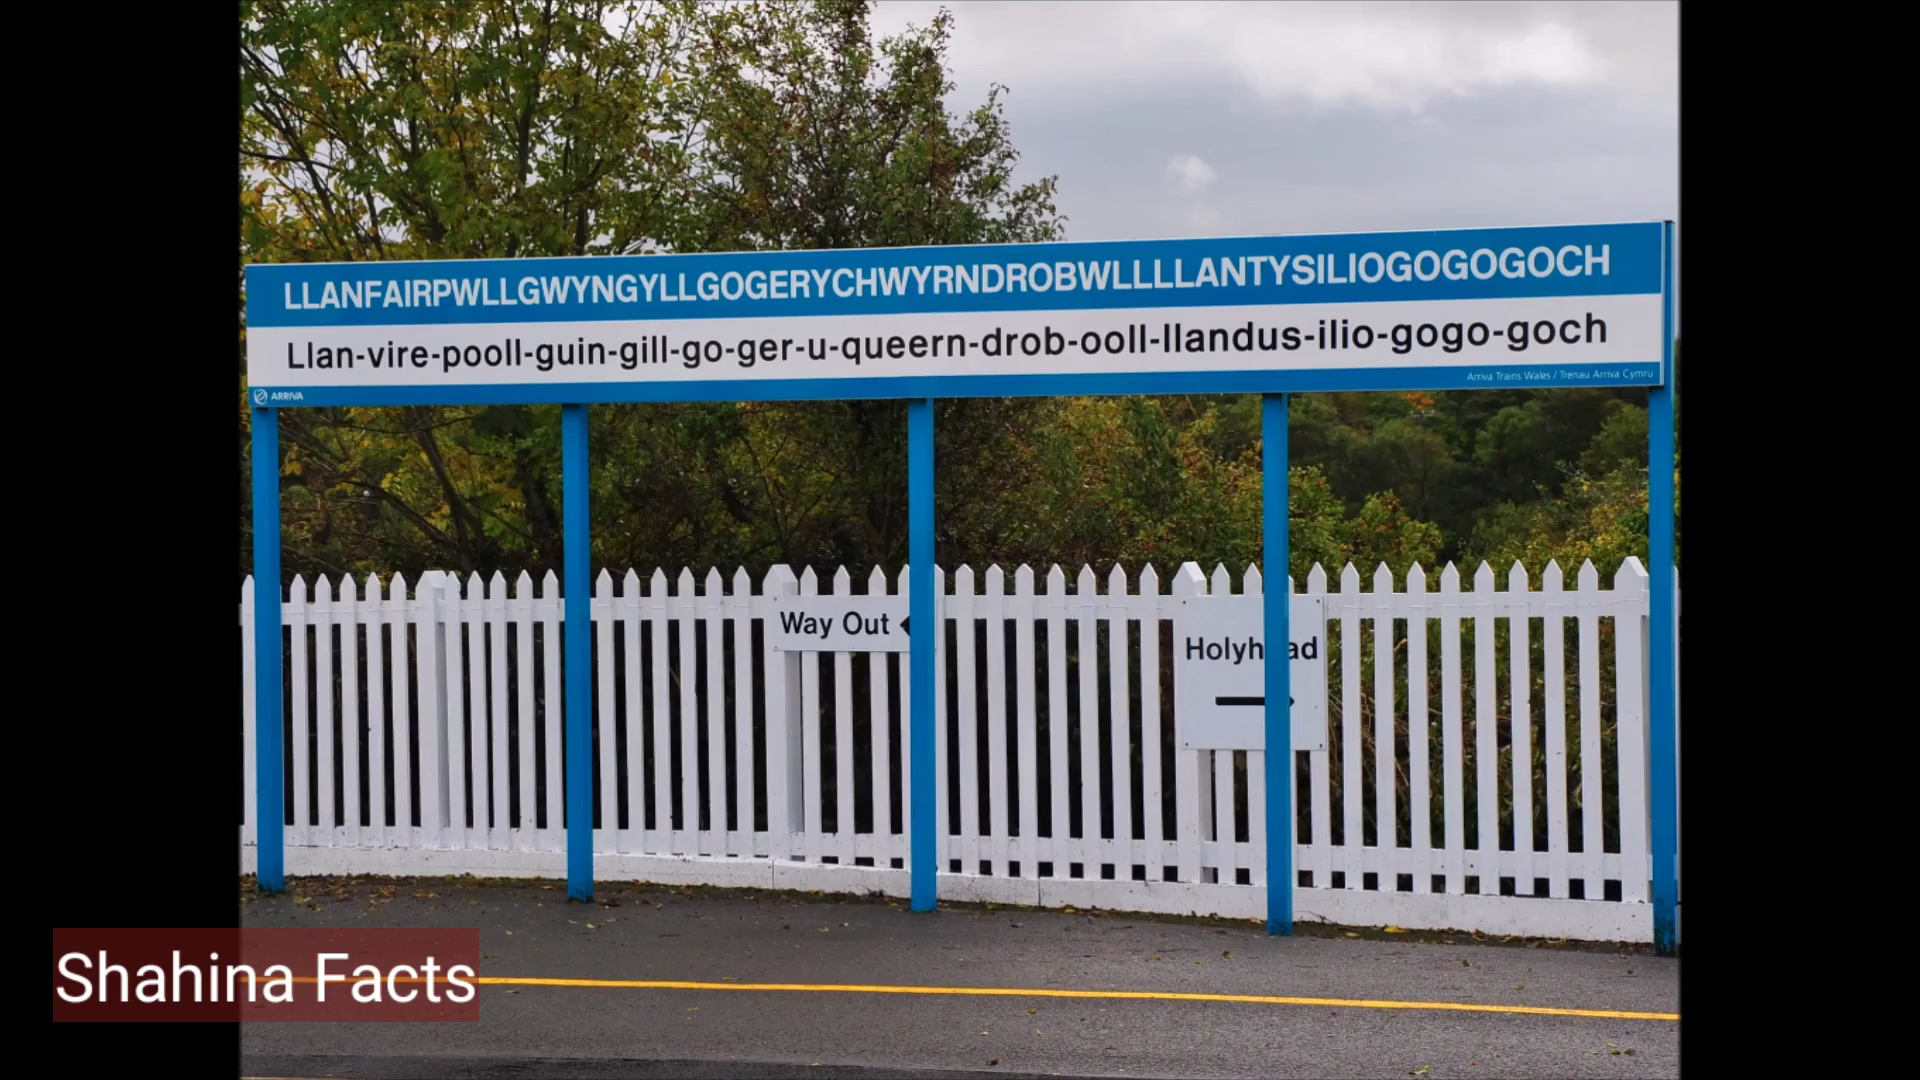 LLANFAIRPWLLGWYNGYLLGOGERYCHWYRNDROBWLLLLANTYSILIOGOGOGOCH
Llan-vire-pooll-guin-gill-go-ger-u-queern-drob-ooll-llandus-ilio-gogo-goch
ARRIVA
Arriva Trains Wales / Trenau Arriva Cymru
Way Out
Holyhead
Shahina Facts